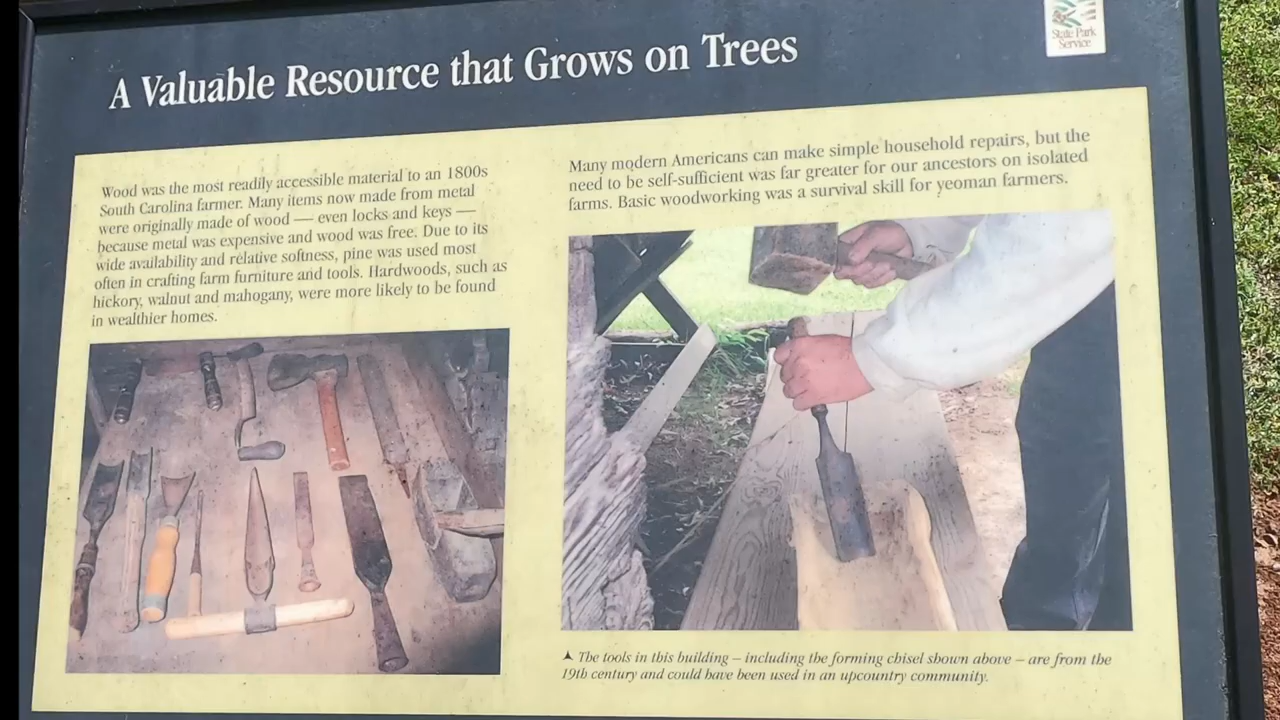 A Valuable Resource that Grows on Trees
State Park
Service
Wood was the most readily accessible material to an 1800s
South Carolina farmer. Many items now made from metal
were originally made of wood — even locks and keys —
because metal was expensive and wood was free. Due to its
wide availability and relative softness, pine was used most
often in crafting farm furniture and tools. Hardwoods, such as
hickory, walnut and mahogany, were more likely to be found
in wealthier homes.
Many modern Americans can make simple household repairs, but the
need to be self-sufficient was far greater for our ancestors on isolated
farms. Basic woodworking was a survival skill for yeoman farmers.
The tools in this building – including the forming chisel shown above – are from the
19th century and could have been used in an upcountry community.